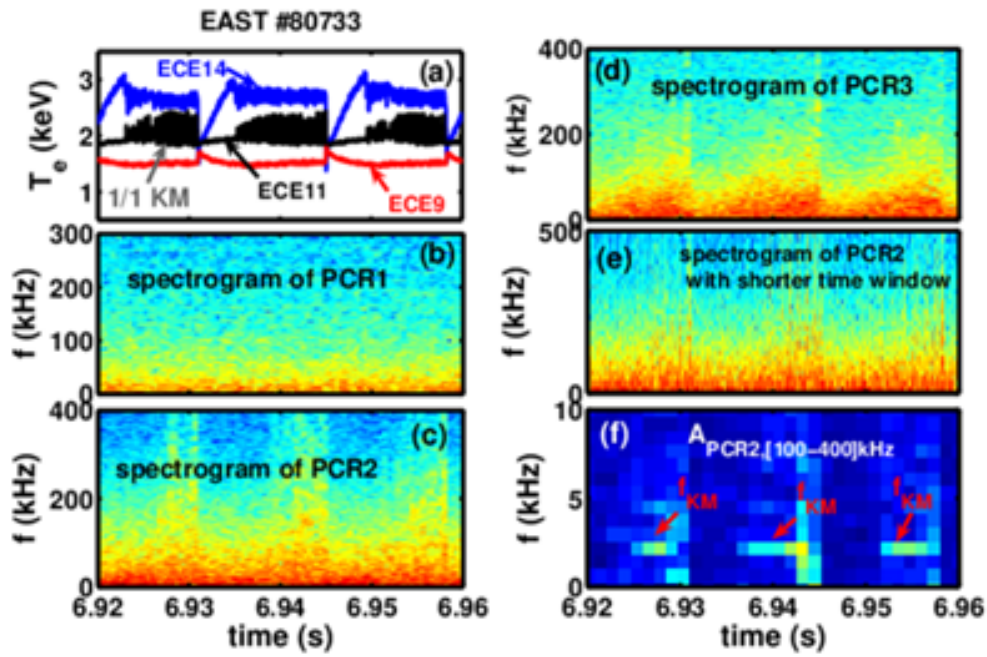 EAST #80733
(a)
ECE14
3
2
1
T_e (keV)
1/1 KM
ECE11
ECE9
(b)
spectrogram of PCR1
300
200
100
0
f (kHz)
(c)
spectrogram of PCR2
400
200
0
f (kHz)
6.92 6.93 6.94 6.95 6.96
time (s)
(d)
spectrogram of PCR3
400
200
0
f (kHz)
(e)
spectrogram of PCR2
with shorter time window
500
0
f (kHz)
(f)
A_PCR2,[100-400]kHz
f_KM f_KM f_KM
10
5
0
f (kHz)
6.92 6.93 6.94 6.95 6.96
time (s)